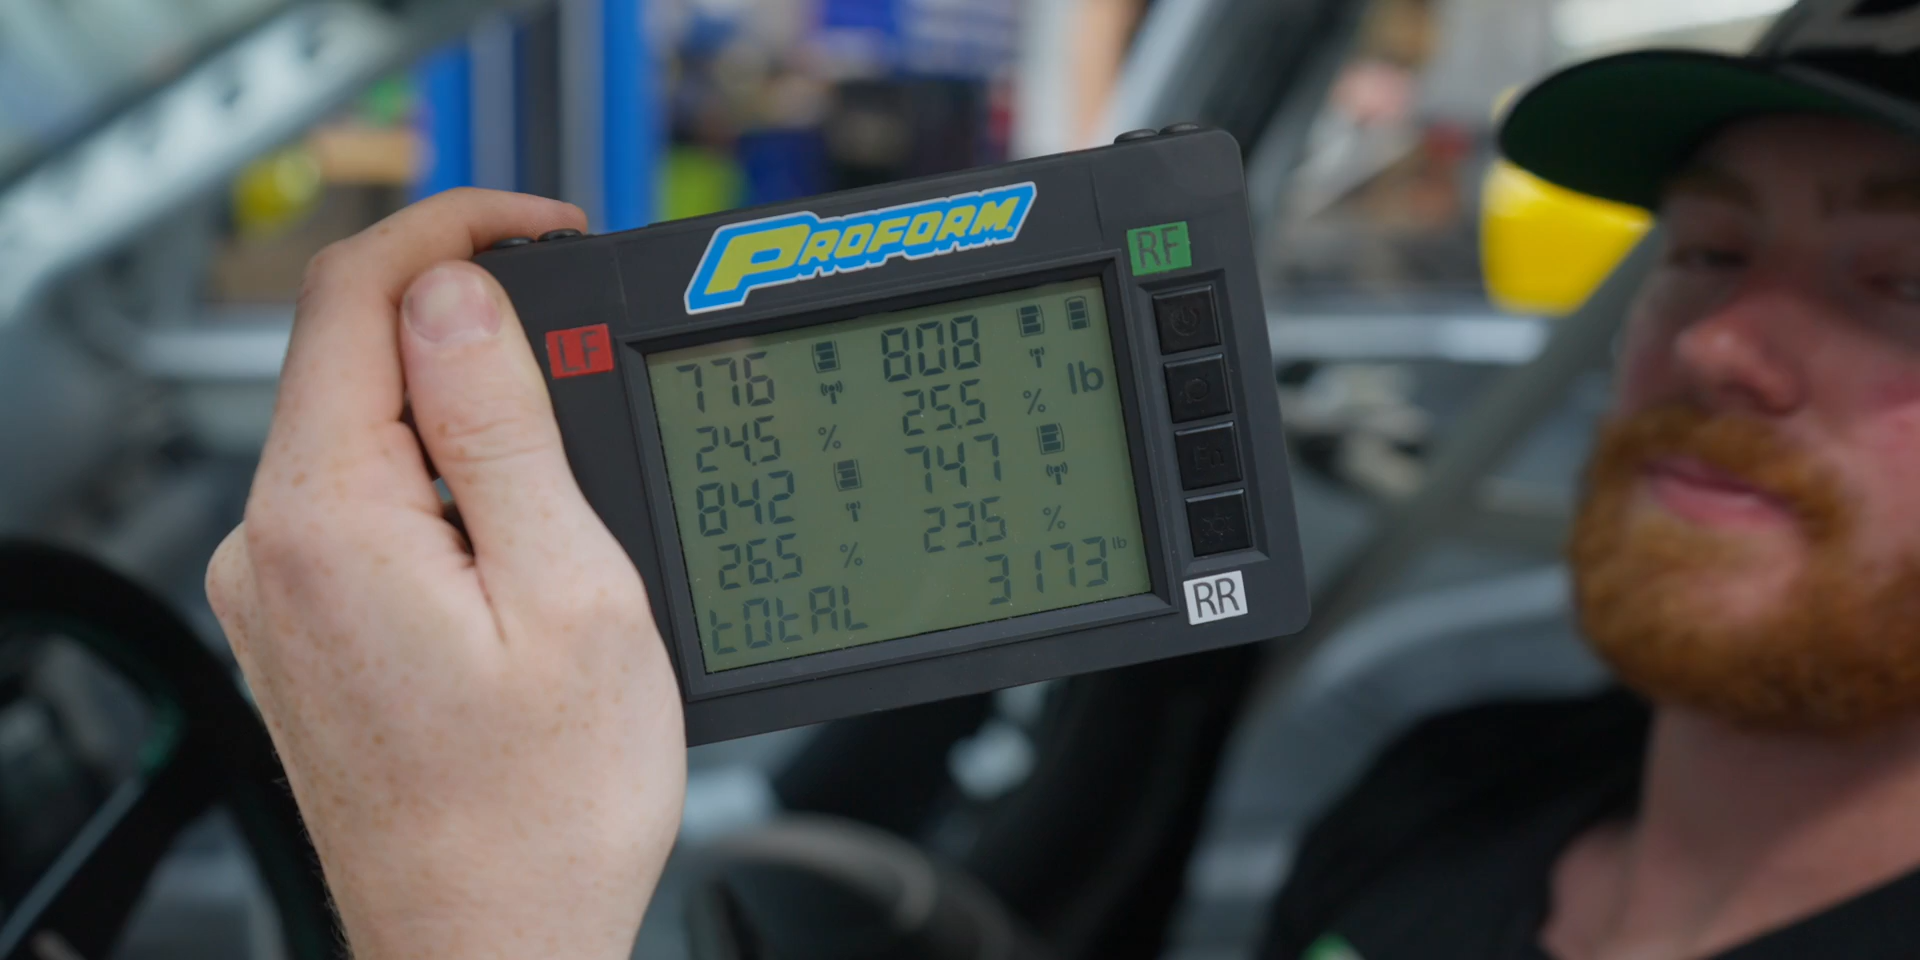 PROFORM
RF
LF
776 808
lb
24.5 % 25.5 %
842 747
26.5 % 23.5 %
totAL 3173 lb
RR